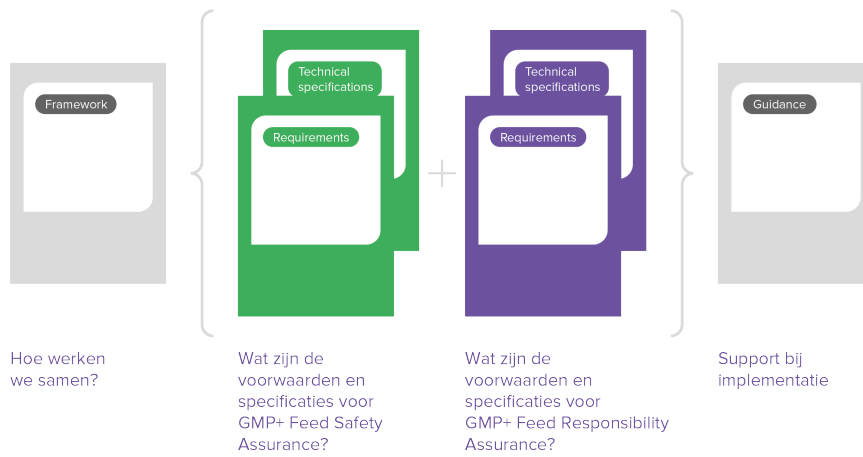 Framework
Technical
specifications
Requirements
Technical
specifications
Requirements
Guidance
Hoe werken
we samen?
Wat zijn de
voorwaarden en
specificaties voor
GMP+ Feed Safety
Assurance?
Wat zijn de
voorwaarden en
specificaties voor
GMP+ Feed Responsibility
Assurance?
Support bij
implementatie